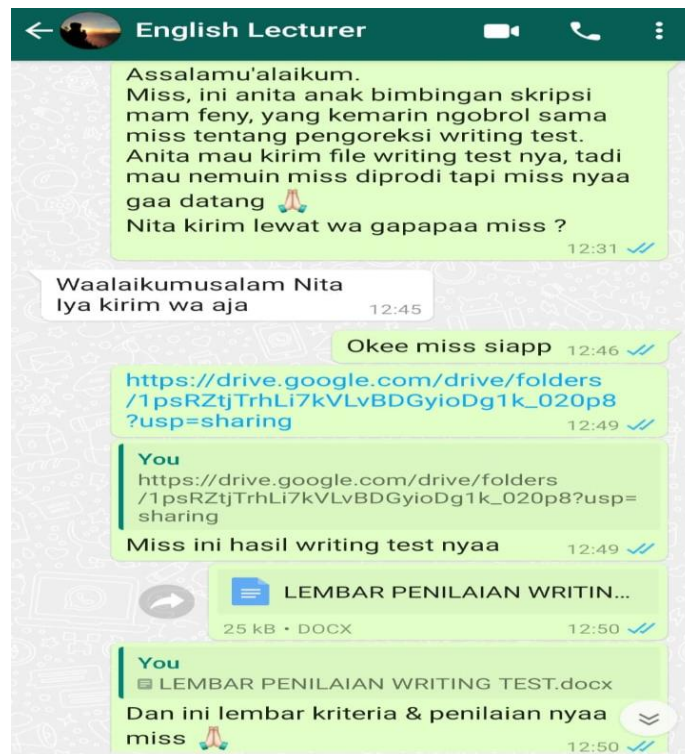 English Lecturer
Assalamu'alaikum.
Miss, ini anita anak bimbingan skripsi
mam feny, yang kemarin ngobrol sama
miss tentang pengoreksi writing test.
Anita mau kirim file writing test nya, tadi
mau nemuin miss diprodi tapi miss nyaa
gaa datang 🙏🏻
Nita kirim lewat wa gapapaa miss ?
12:31
Waalaikumusalam Nita
Iya kirim wa aja
12:45
Okee miss siapp 12:46
https://drive.google.com/drive/folders
/1psRZtjTrhLi7kVLvBDGyioDg1k_020p8
?usp=sharing
12:49
You
https://drive.google.com/drive/folders
/1psRZtjTrhLi7kVLvBDGyioDg1k_020p8?usp=
sharing
Miss ini hasil writing test nyaa 12:49
LEMBAR PENILAIAN WRITIN...
25 kB • DOCX 12:50
You
LEMBAR PENILAIAN WRITING TEST.docx
Dan ini lembar kriteria & penilaian nyaa
miss 🙏🏻
12:50